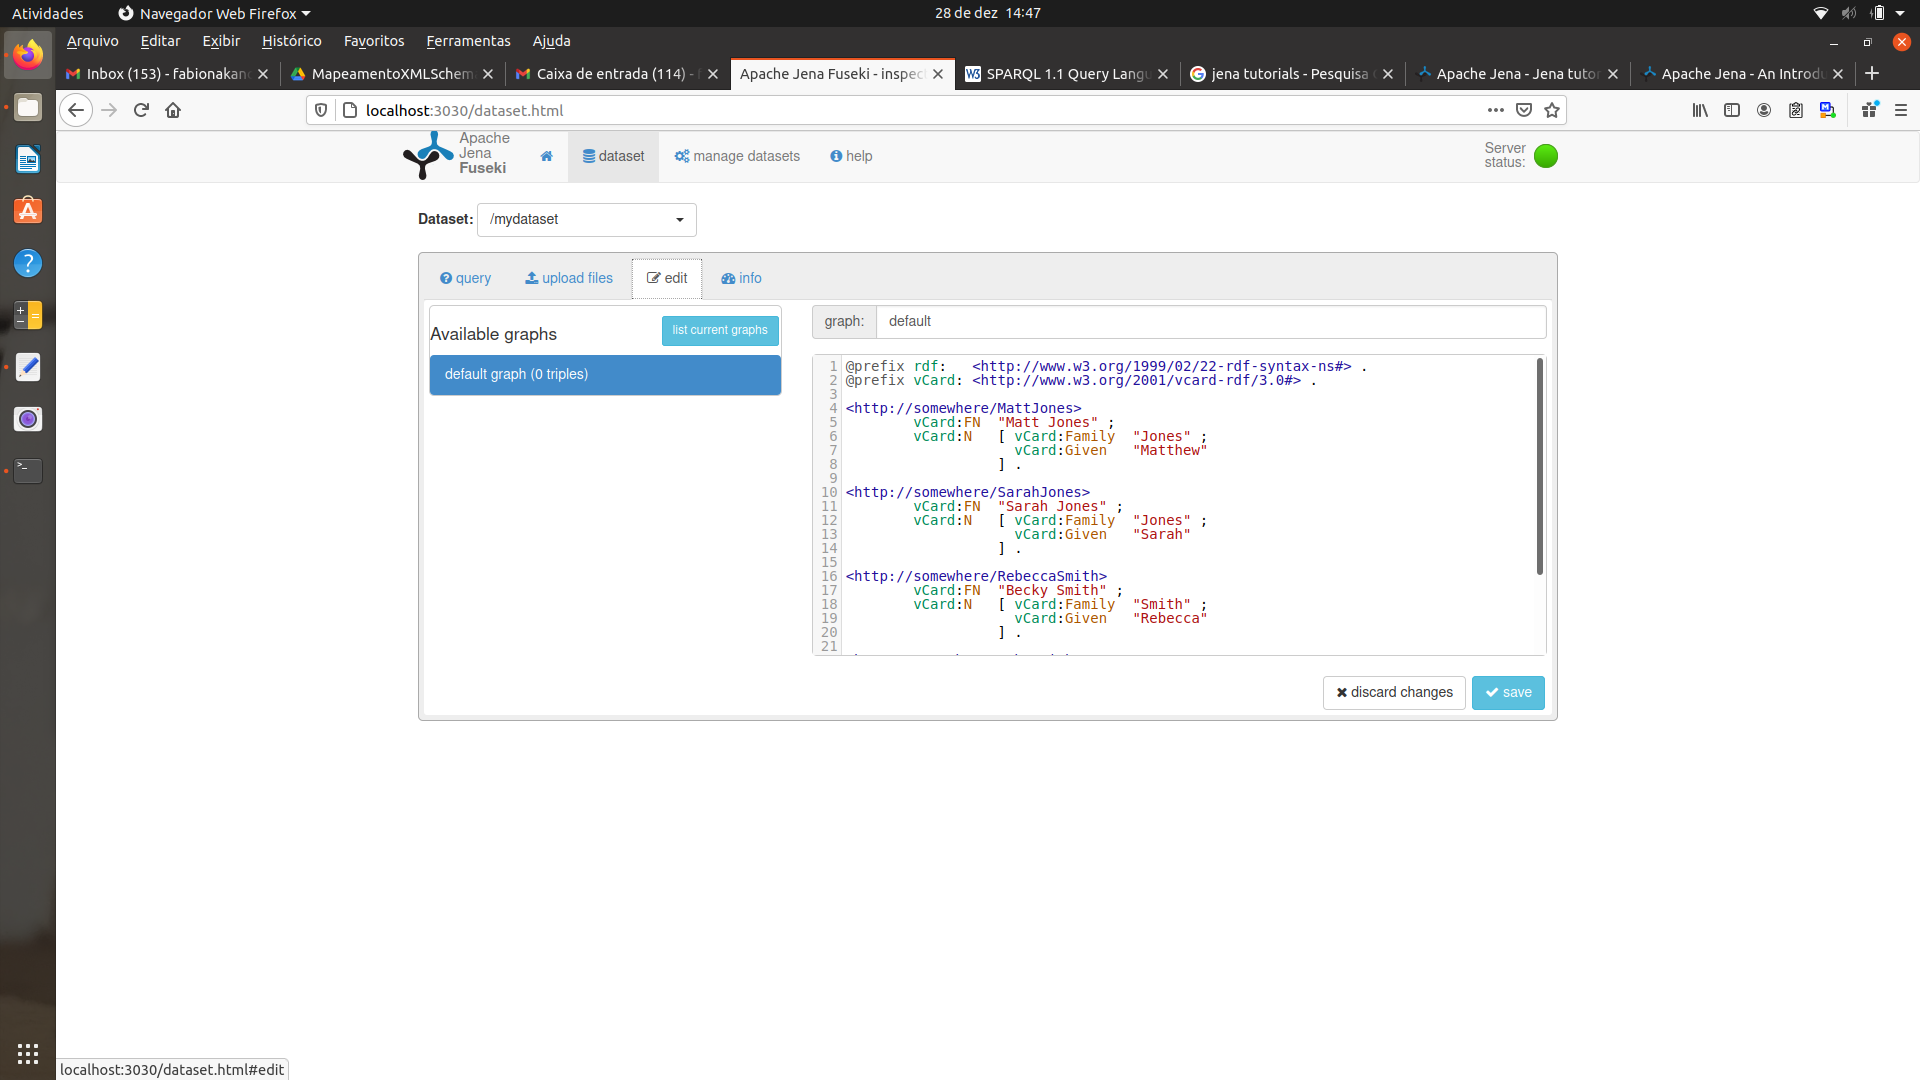 Atividades
Navegador Web Firefox
28 de dez 14:47
Arquivo Editar Exibir Histórico Favoritos Ferramentas Ajuda
Inbox (153) - fabionakan
MapeamentoXMLSchem
Caixa de entrada (114) -
Apache Jena Fuseki - inspec
SPARQL 1.1 Query Langu
jena tutorials - Pesquisa
Apache Jena - Jena tutor
Apache Jena - An Introdu
localhost:3030/dataset.html
Apache
Jena
Fuseki
dataset
manage datasets
help
Server
status:
Dataset: /mydataset
query
upload files
edit
info
Available graphs
list current graphs
default graph (0 triples)
graph: default
1 @prefix rdf:   <http://www.w3.org/1999/02/22-rdf-syntax-ns#> .
2 @prefix vCard: <http://www.w3.org/2001/vcard-rdf/3.0#> .
3
4 <http://somewhere/MattJones>
5         vCard:FN  "Matt Jones" ;
6         vCard:N   [ vCard:Family  "Jones" ;
7                     vCard:Given   "Matthew"
8                   ] .
9
10 <http://somewhere/SarahJones>
11         vCard:FN  "Sarah Jones" ;
12         vCard:N   [ vCard:Family  "Jones" ;
13                     vCard:Given   "Sarah"
14                   ] .
15
16 <http://somewhere/RebeccaSmith>
17         vCard:FN  "Becky Smith" ;
18         vCard:N   [ vCard:Family  "Smith" ;
19                     vCard:Given   "Rebecca"
20                   ] .
21
discard changes
save
localhost:3030/dataset.html#edit